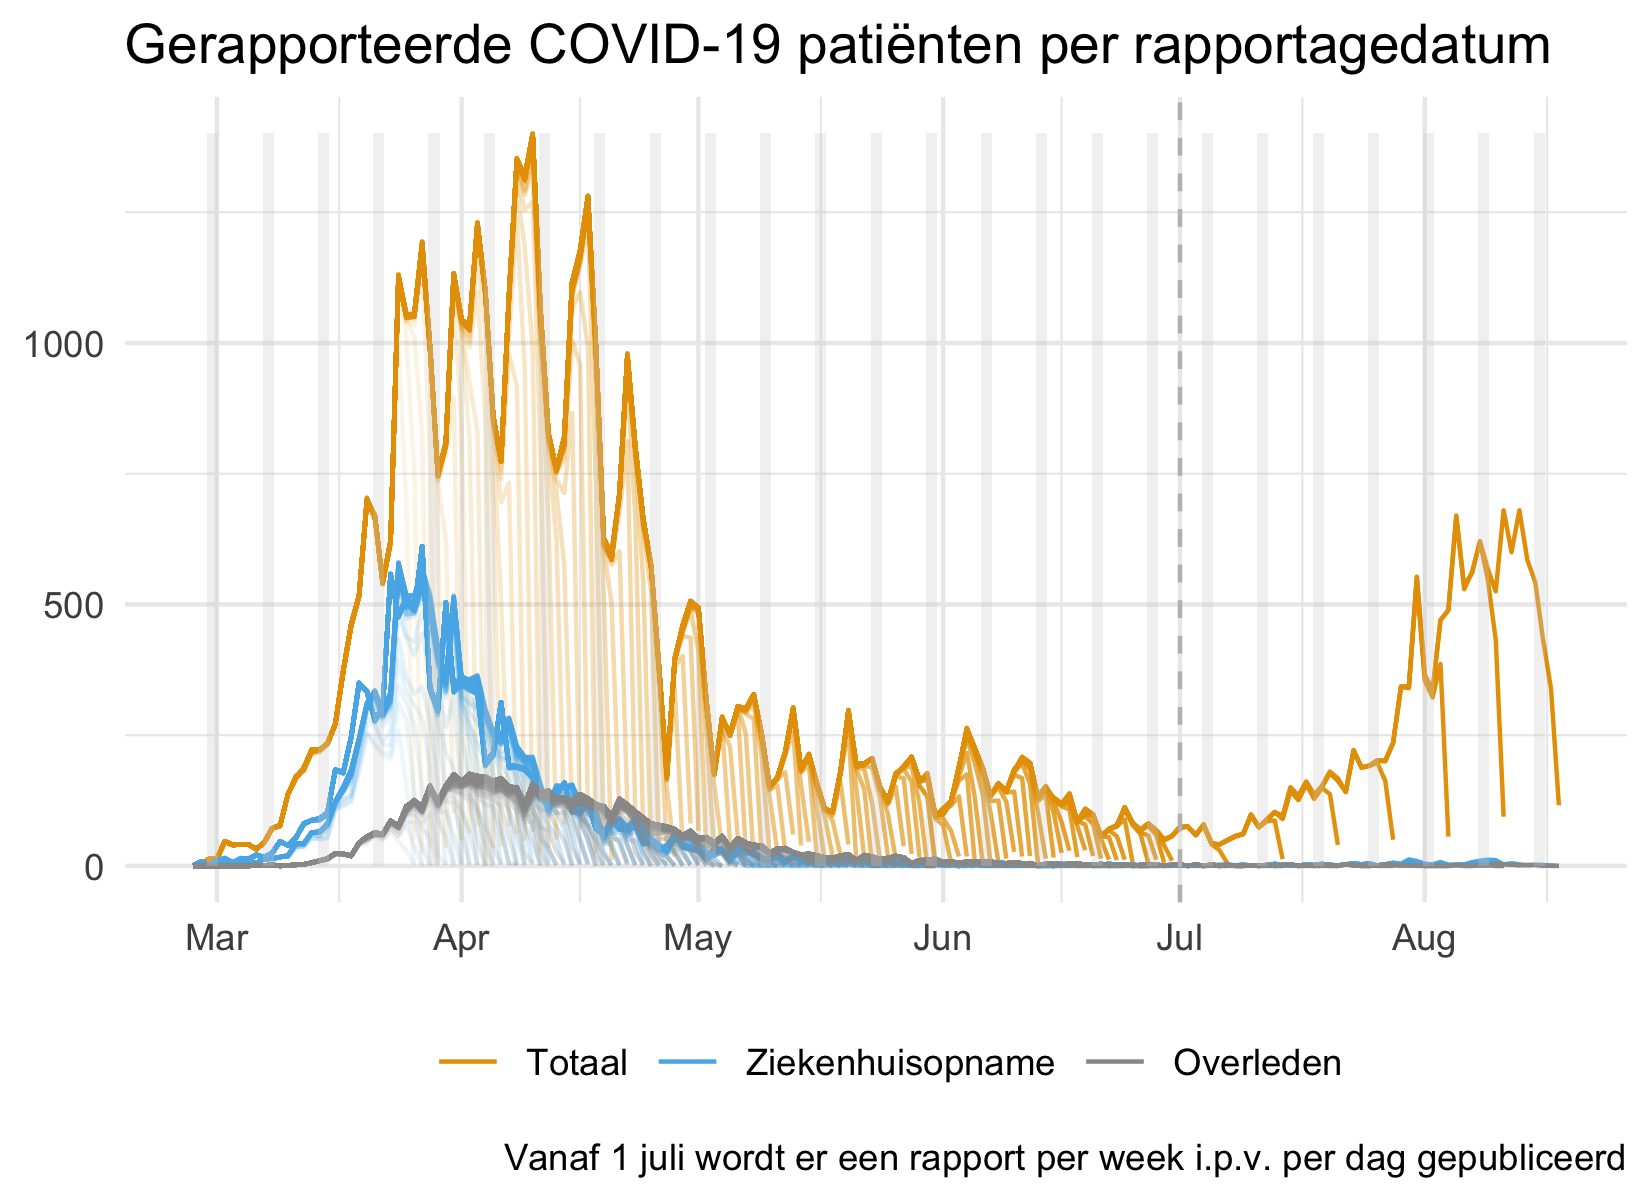 Gerapporteerde COVID-19 patiënten per rapportagedatum
1000
500
0
Mar Apr May Jun Jul Aug
Totaal Ziekenhuisopname Overleden
Vanaf 1 juli wordt er een rapport per week i.p.v. per dag gepubliceerd